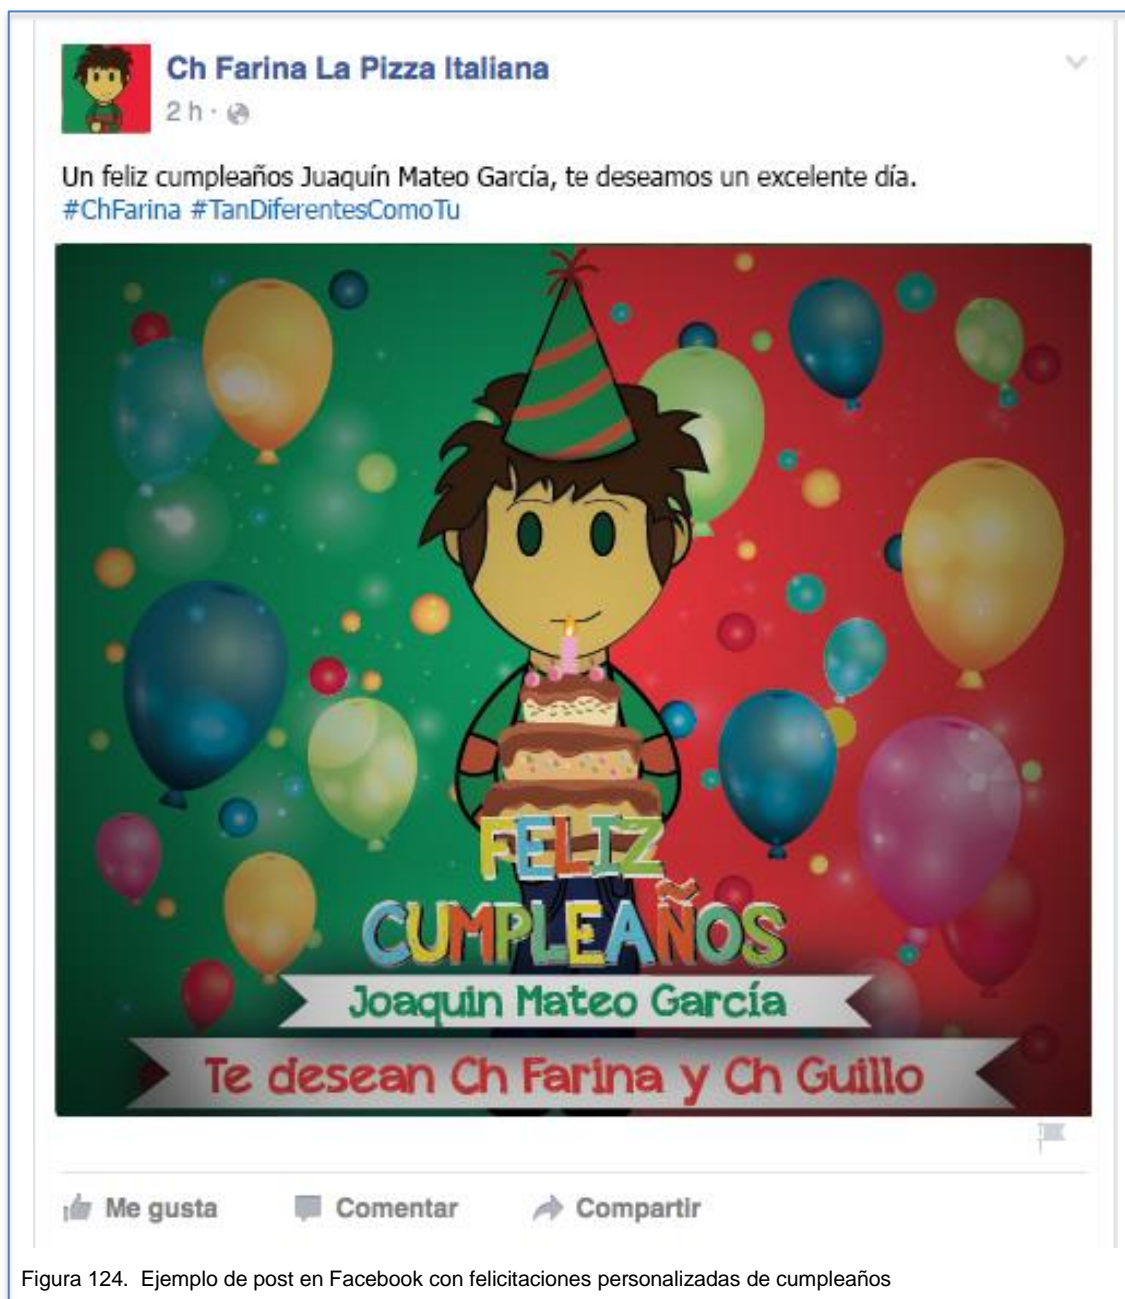 Ch Farina La Pizza Italiana
2 h ·
Un feliz cumpleaños Juaquín Mateo García, te deseamos un excelente día.
#ChFarina #TanDiferentesComoTu
FELIZ
CUMPLEAÑOS
Joaquin Mateo García
Te desean Ch Farina y Ch Guillo
Me gusta Comentar Compartir
Figura 124. Ejemplo de post en Facebook con felicitaciones personalizadas de cumpleaños